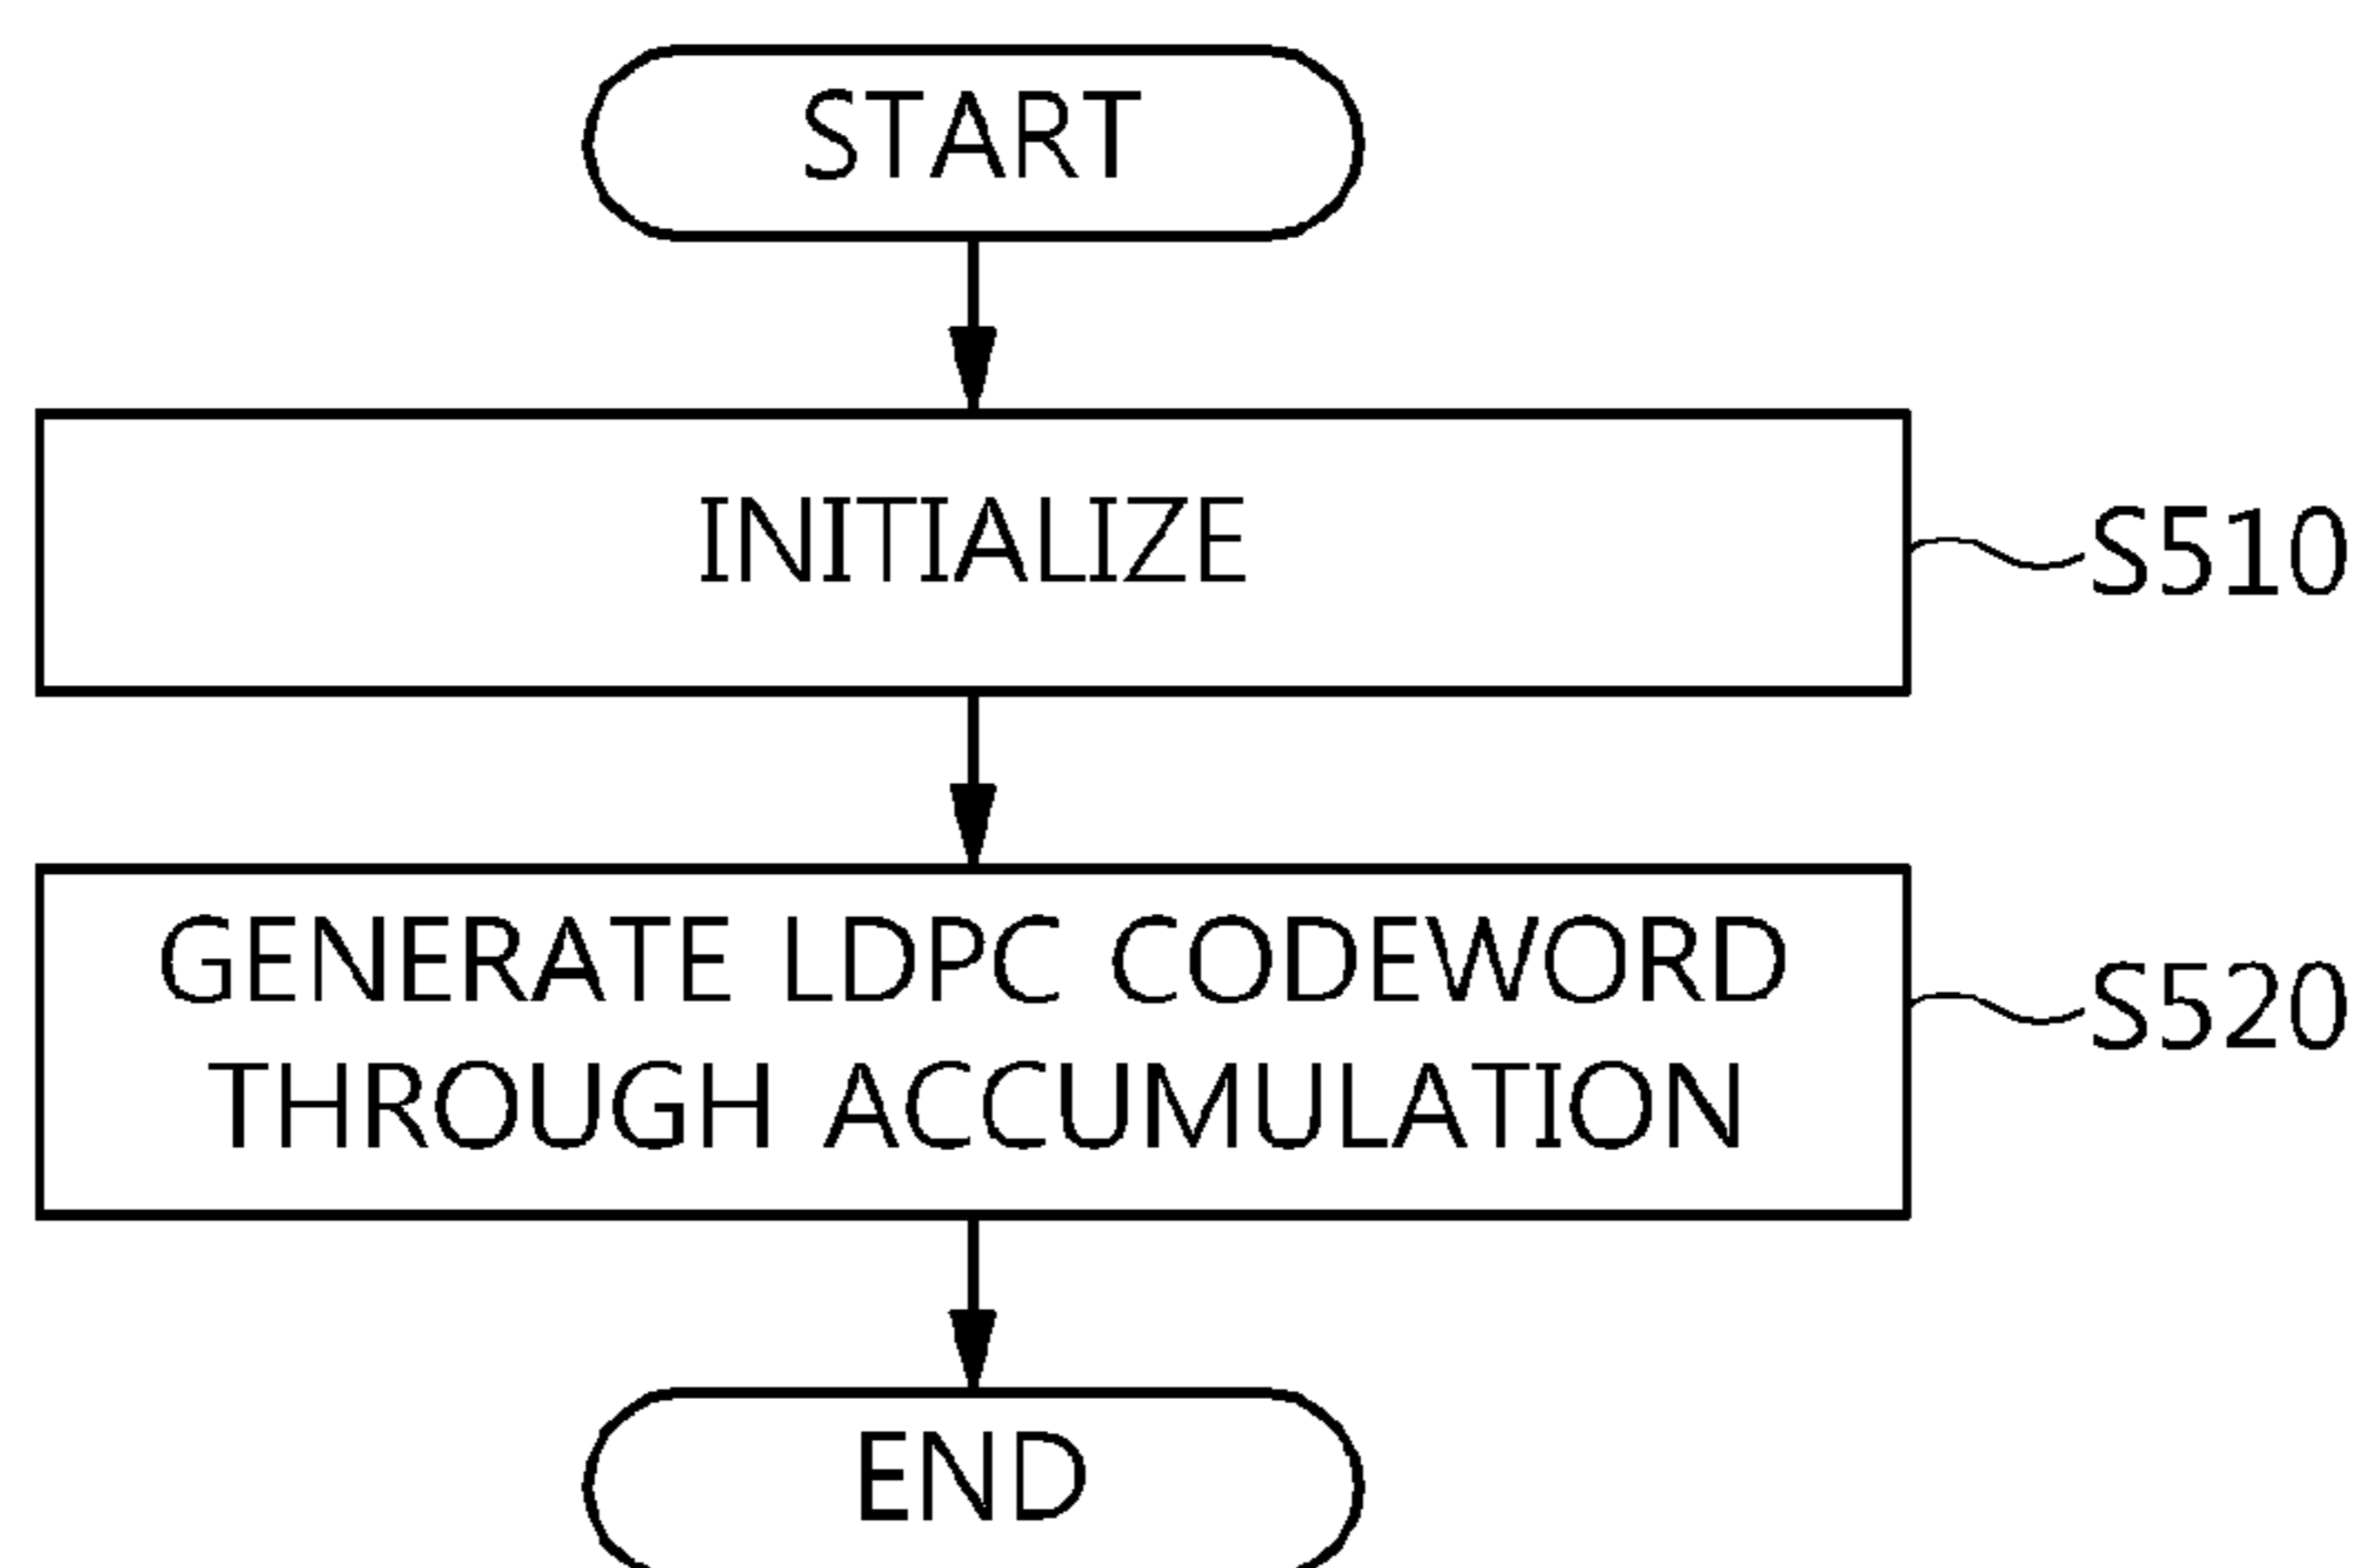 START
INITIALIZE
S510
GENERATE LDPC CODEWORD
THROUGH ACCUMULATION
S520
END